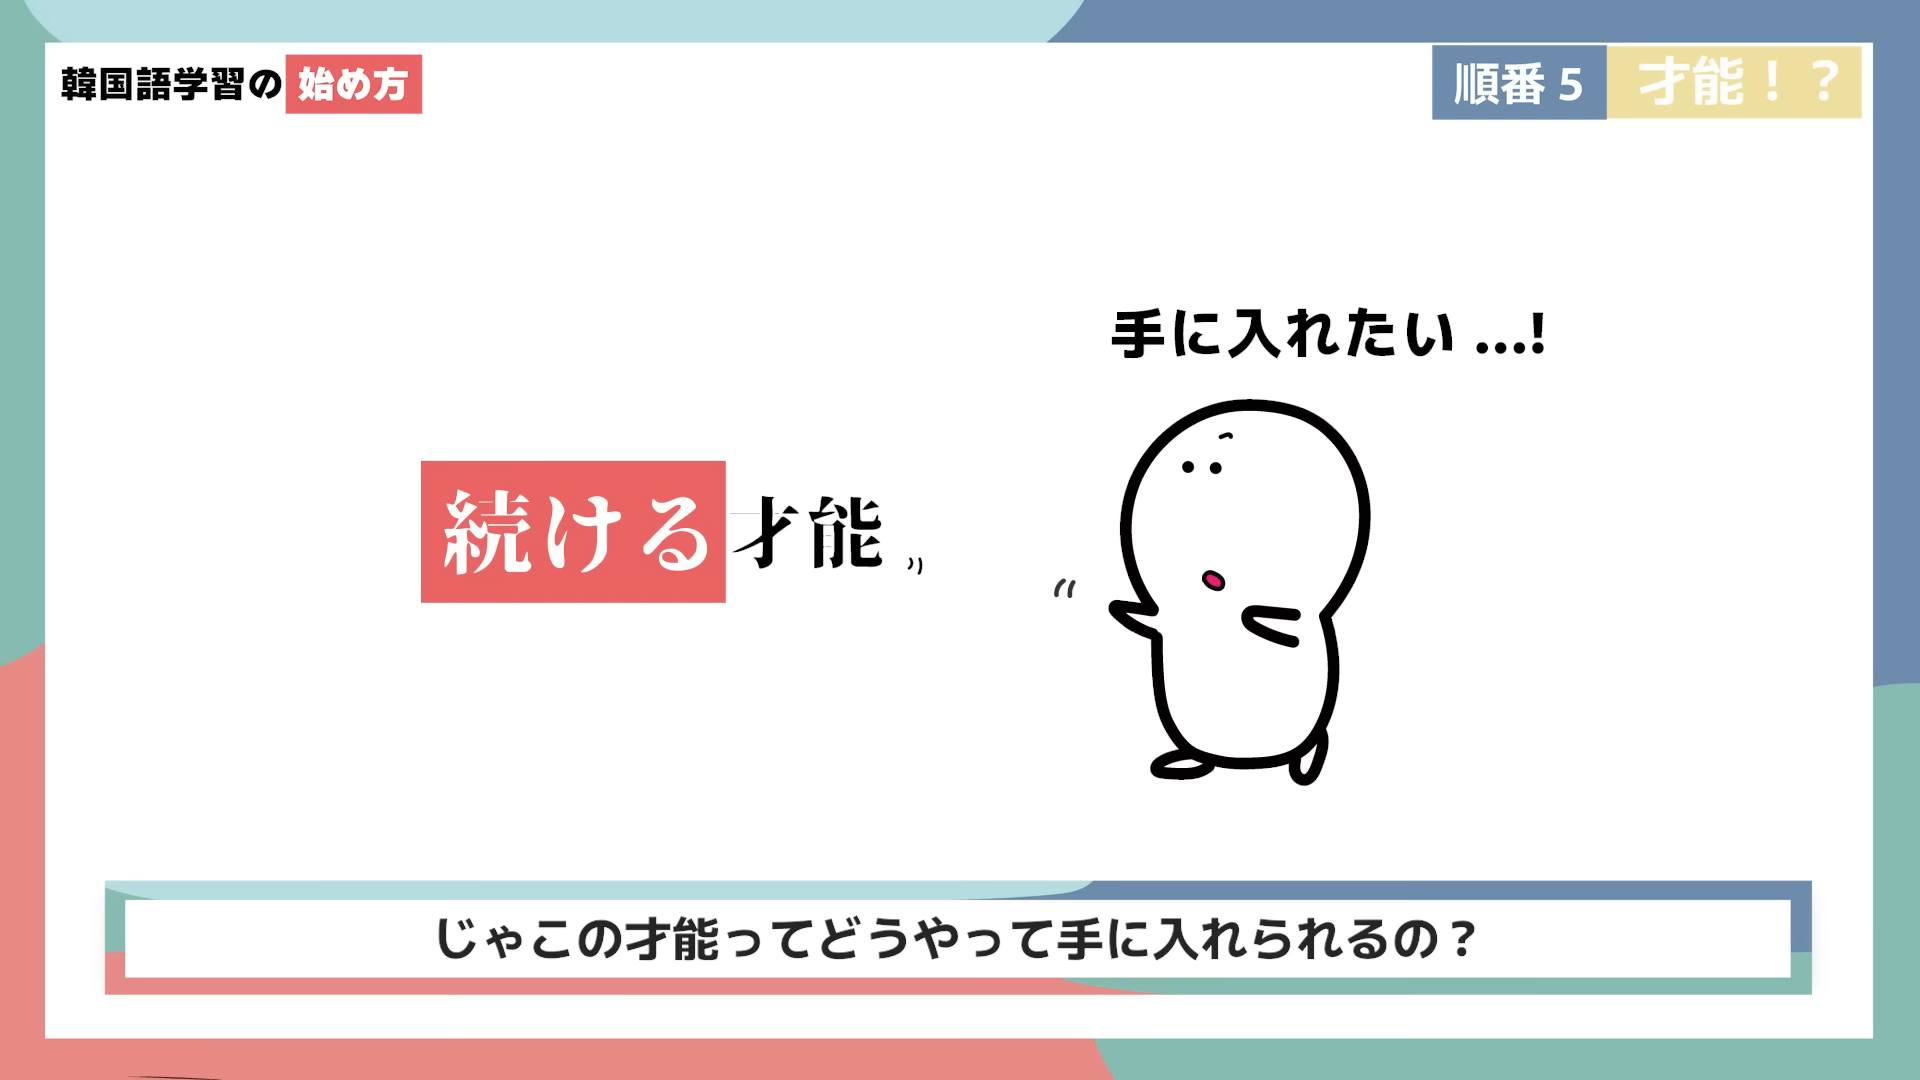 韓国語学習の始め方
順番5 才能！？
手に入れたい...!
続ける才能
じゃこの才能ってどうやって手に入れられるの？